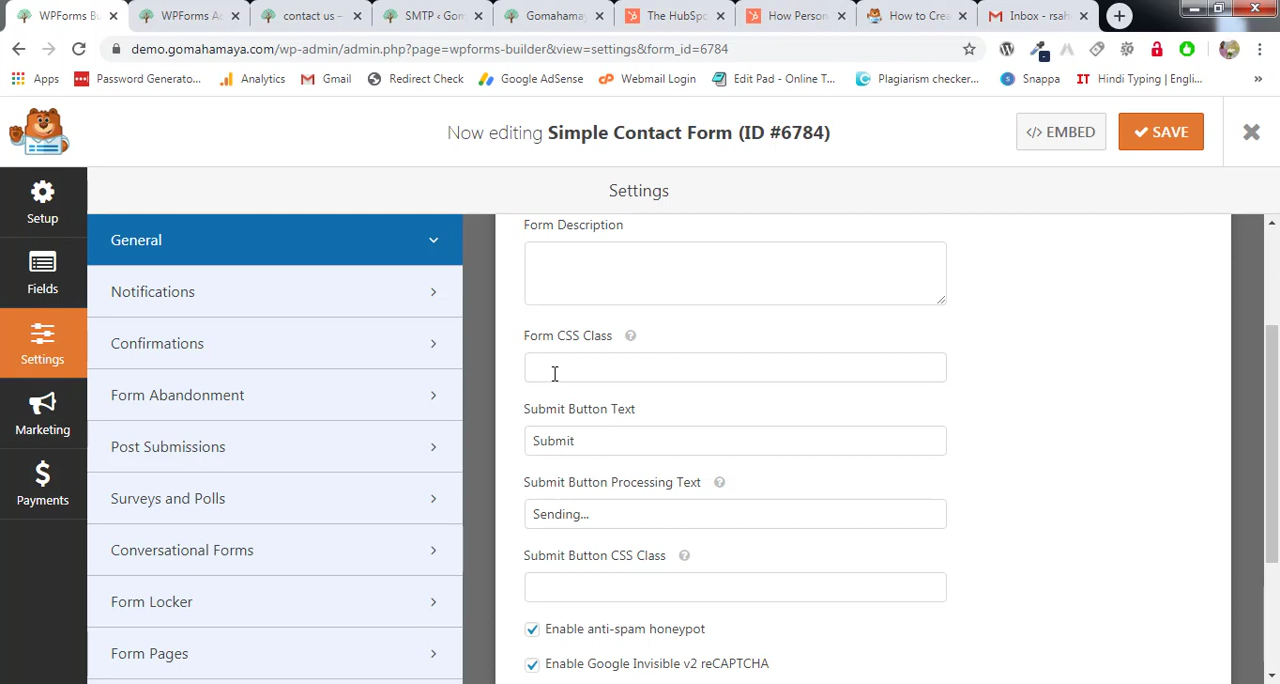 WPForms Bu
WPForms Ad
contact us –
SMTP ‹ Gom
Gomahamay
The HubSp
How Person
How to Crea
Inbox - rsah
demo.gomahamaya.com/wp-admin/admin.php?page=wpforms-builder&view=settings&form_id=6784
Apps
Password Generato...
Analytics
Gmail
Redirect Check
Google AdSense
Webmail Login
Edit Pad - Online T...
Plagiarism checker...
Snappa
IT Hindi Typing | Engli...
»
Now editing Simple Contact Form (ID #6784)
</> EMBED
SAVE
Settings
Setup
Fields
Settings
Marketing
Payments
General
Notifications
Confirmations
Form Abandonment
Post Submissions
Surveys and Polls
Conversational Forms
Form Locker
Form Pages
Form Description
Form CSS Class
Submit Button Text
Submit
Submit Button Processing Text
Sending...
Submit Button CSS Class
Enable anti-spam honeypot
Enable Google Invisible v2 reCAPTCHA